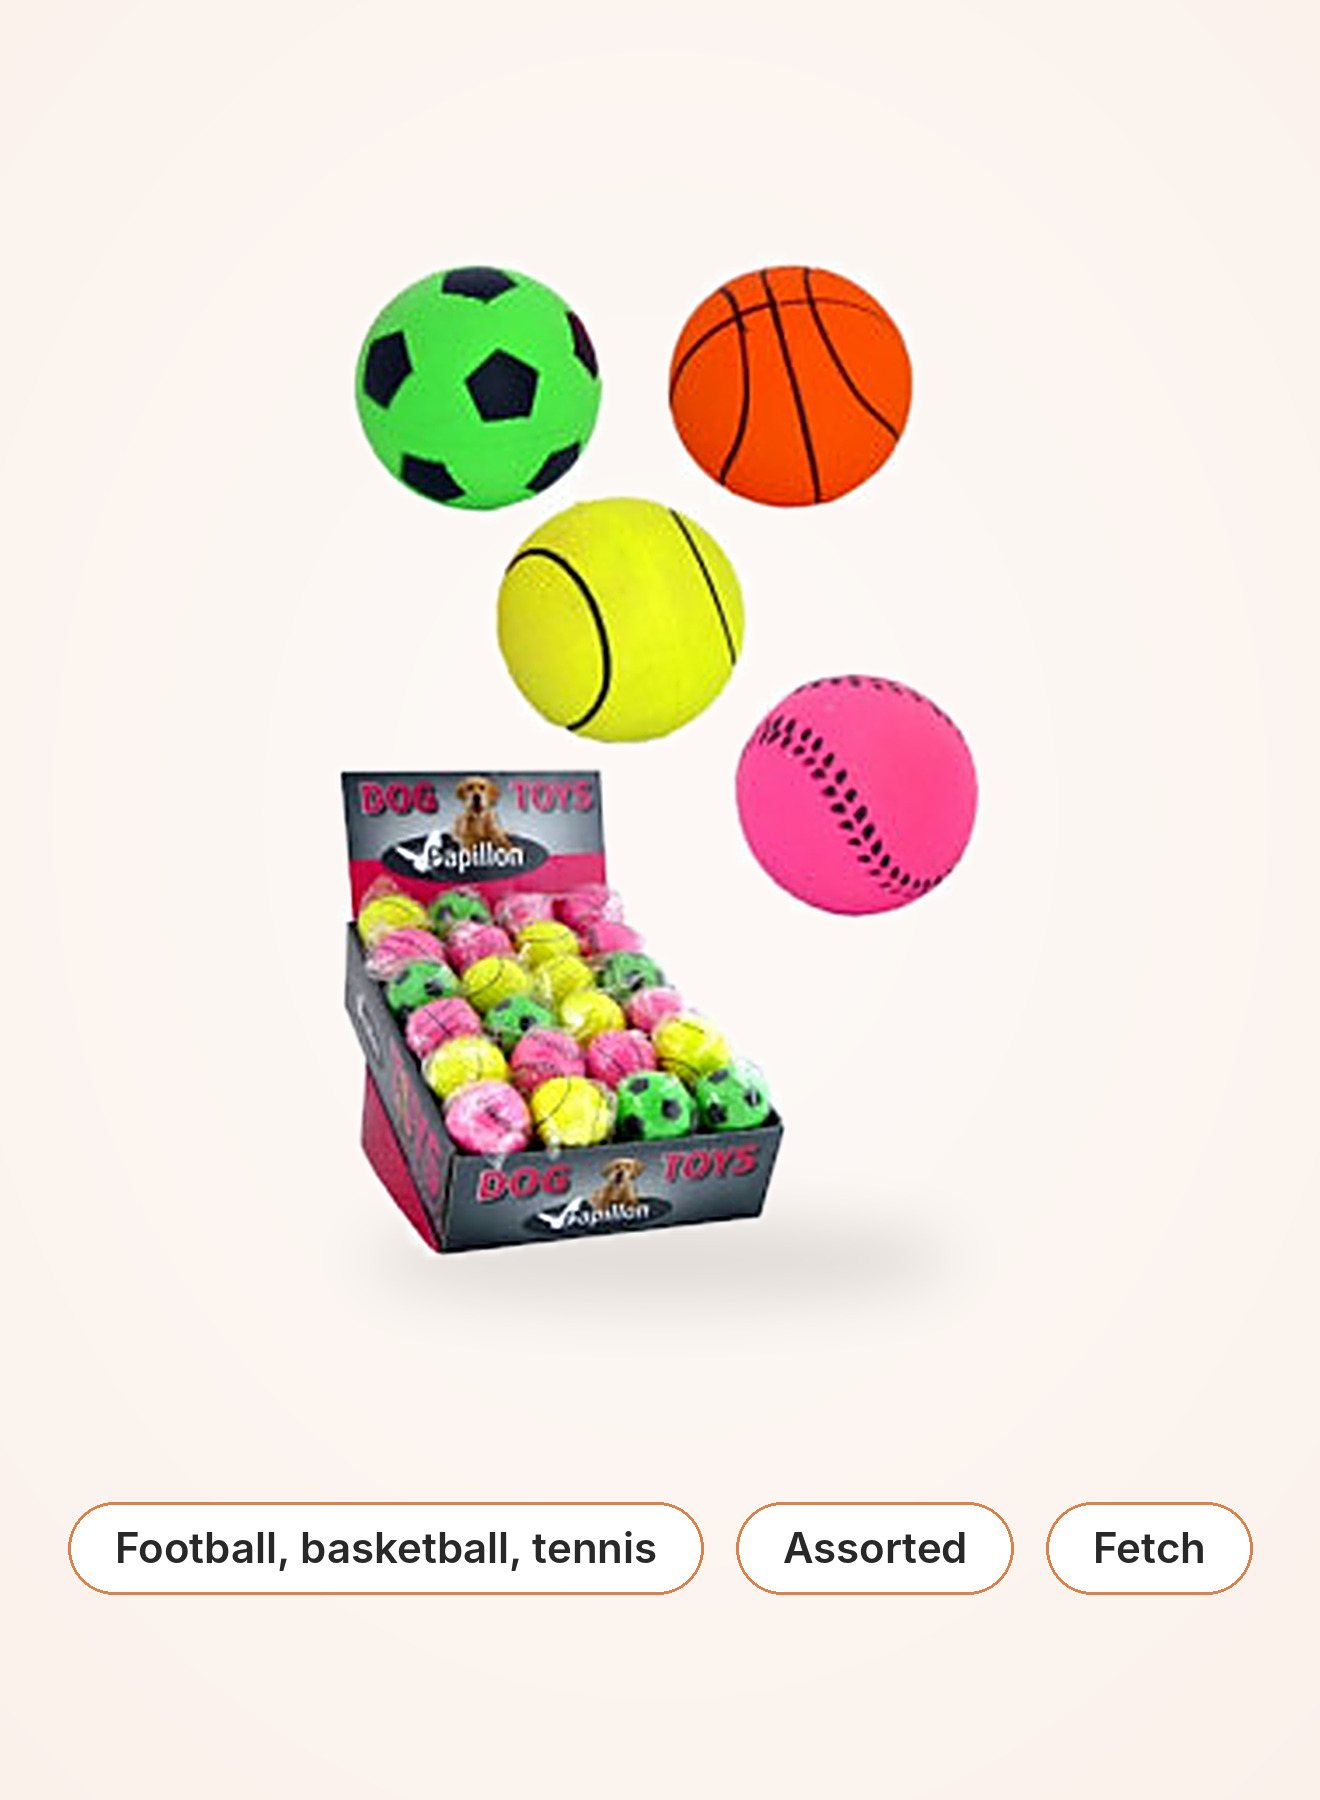 DOG TOYS
Papillon
DOG TOYS
Papillon
Football, basketball, tennis
Assorted
Fetch